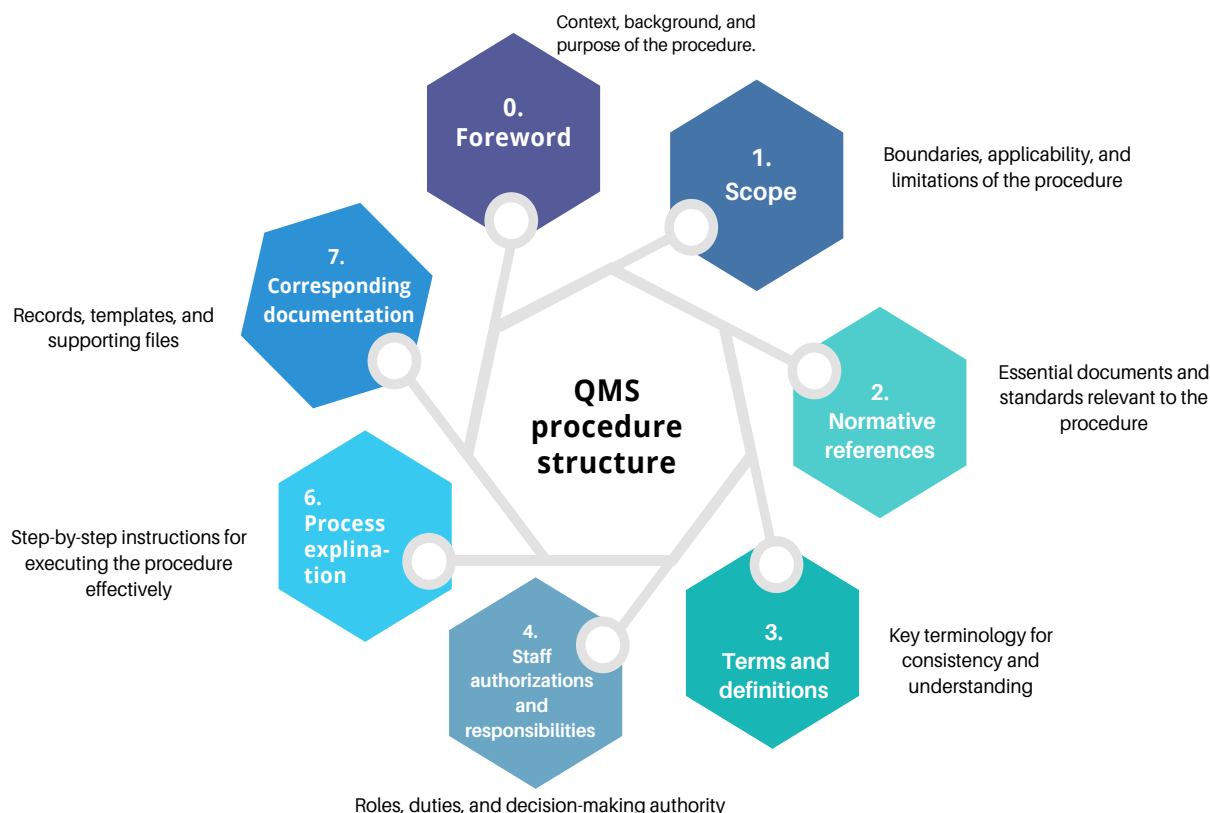 Context, background, and
purpose of the procedure.
0.
Foreword
1.
Scope
Boundaries, applicability, and
limitations of the procedure
2.
Normative
references
Essential documents and
standards relevant to the
procedure
3.
Terms and
definitions
Key terminology for
consistency and
understanding
4.
Staff
authorizations
and
responsibilities
Roles, duties, and decision-making authority
6.
Process
explina-
tion
Step-by-step instructions for
executing the procedure
effectively
7.
Corresponding
documentation
Records, templates, and
supporting files
QMS
procedure
structure